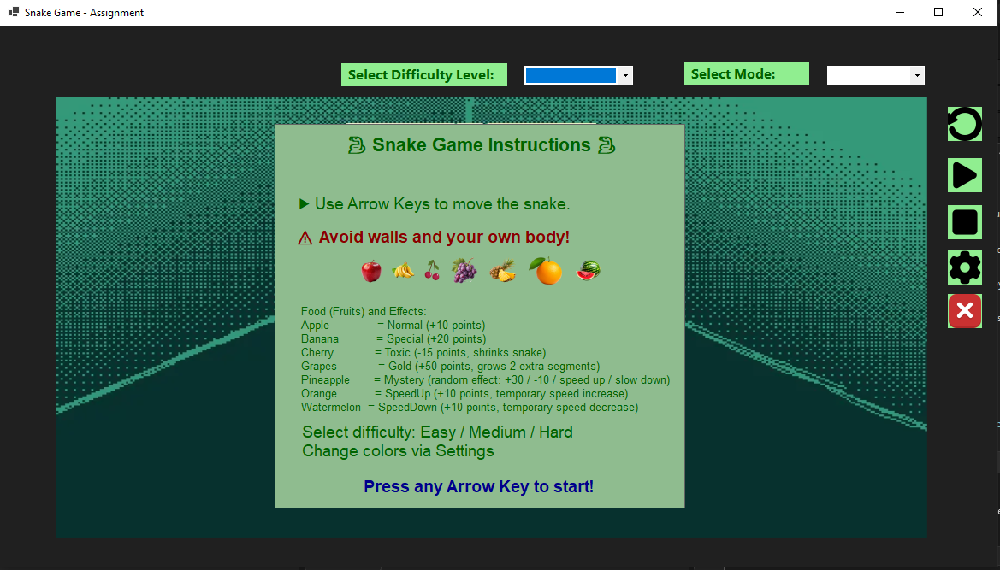 Snake Game - Assignment
Select Difficulty Level:
Select Mode:
Snake Game Instructions
Use Arrow Keys to move the snake.
Avoid walls and your own body!
Food (Fruits) and Effects:
Apple = Normal (+10 points)
Banana = Special (+20 points)
Cherry = Toxic (-15 points, shrinks snake)
Grapes = Gold (+50 points, grows 2 extra segments)
Pineapple = Mystery (random effect: +30 / -10 / speed up / slow down)
Orange = SpeedUp (+10 points, temporary speed increase)
Watermelon = SpeedDown (+10 points, temporary speed decrease)
Select difficulty: Easy / Medium / Hard
Change colors via Settings
Press any Arrow Key to start!